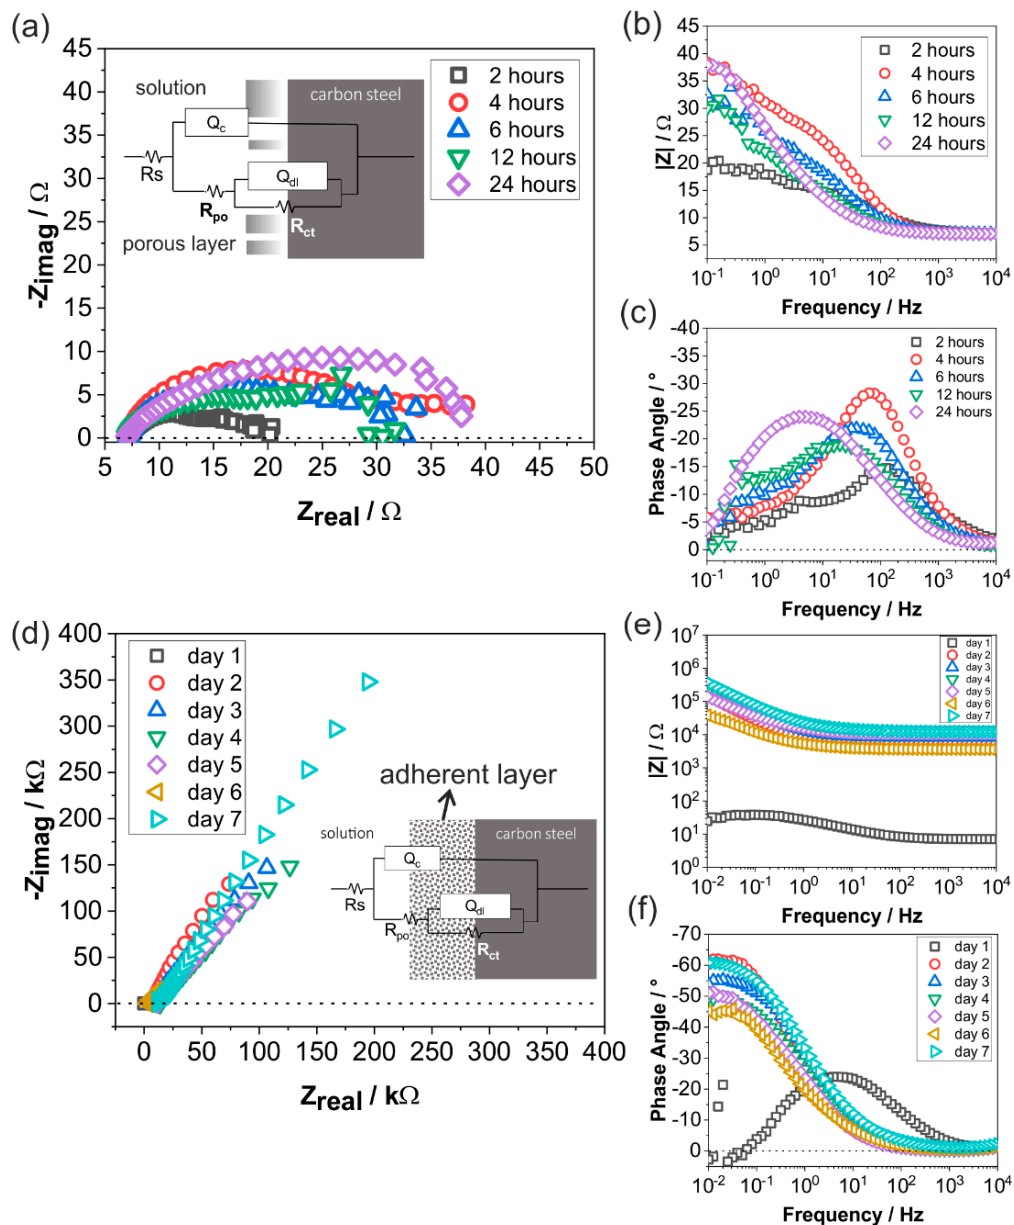 (a)
45
40
35
30
25
20
15
10
5
0
-Zimag / Ω
5 10 15 20 25 30 35 40 45 50
Zreal / Ω
solution
carbon steel
Qc
Rs
Qdl
Rpo
Rct
porous layer
2 hours
4 hours
6 hours
12 hours
24 hours
(b)
45
40
35
30
25
20
15
10
5
|Z| / Ω
2 hours
4 hours
6 hours
12 hours
24 hours
10-1 100 101 102 103 104
Frequency / Hz
(c)
-40
-35
-30
-25
-20
-15
-10
-5
0
Phase Angle / °
2 hours
4 hours
6 hours
12 hours
24 hours
10-1 100 101 102 103 104
Frequency / Hz
(d)
400
350
300
250
200
150
100
50
0
-Zimag / kΩ
day 1
day 2
day 3
day 4
day 5
day 6
day 7
adherent layer
solution
carbon steel
Qc
Rs
Qdl
Rpo
Rct
0 50 100 150 200 250 300 350 400
Zreal / kΩ
(e)
107
106
105
104
103
102
101
100
|Z| / Ω
day 1
day 2
day 3
day 4
day 5
day 6
day 7
10-2 10-1 100 101 102 103 104
Frequency / Hz
(f)
-70
-60
-50
-40
-30
-20
-10
0
Phase Angle / °
day 1
day 2
day 3
day 4
day 5
day 6
day 7
10-2 10-1 100 101 102 103 104
Frequency / Hz